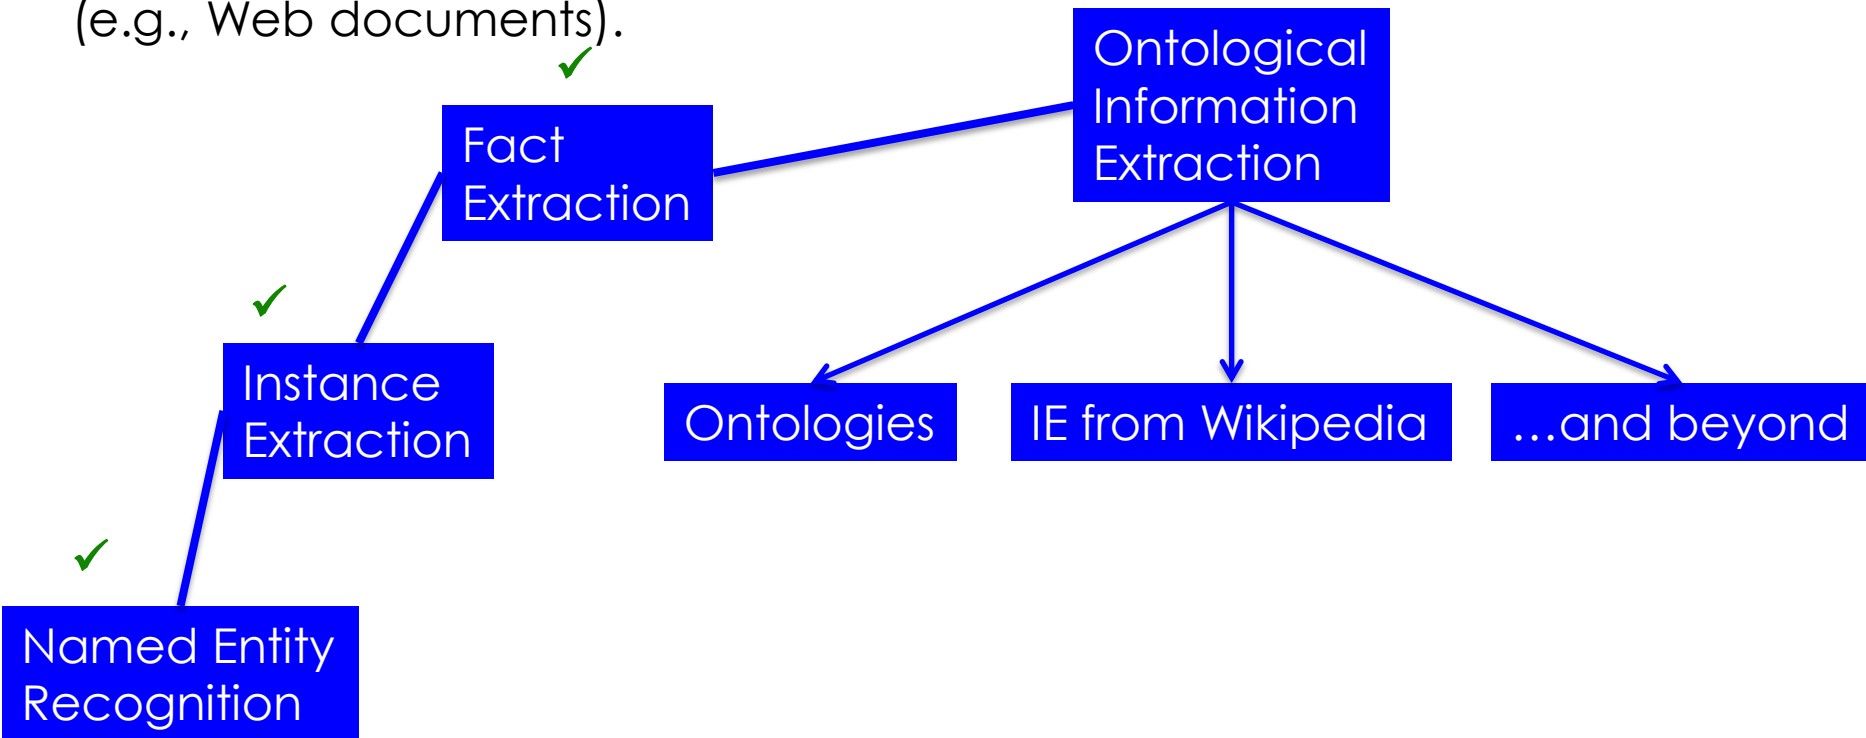 (e.g., Web documents).
Ontological
Information
Extraction
Fact
Extraction
Instance
Extraction
Ontologies
IE from Wikipedia
...and beyond
Named Entity
Recognition